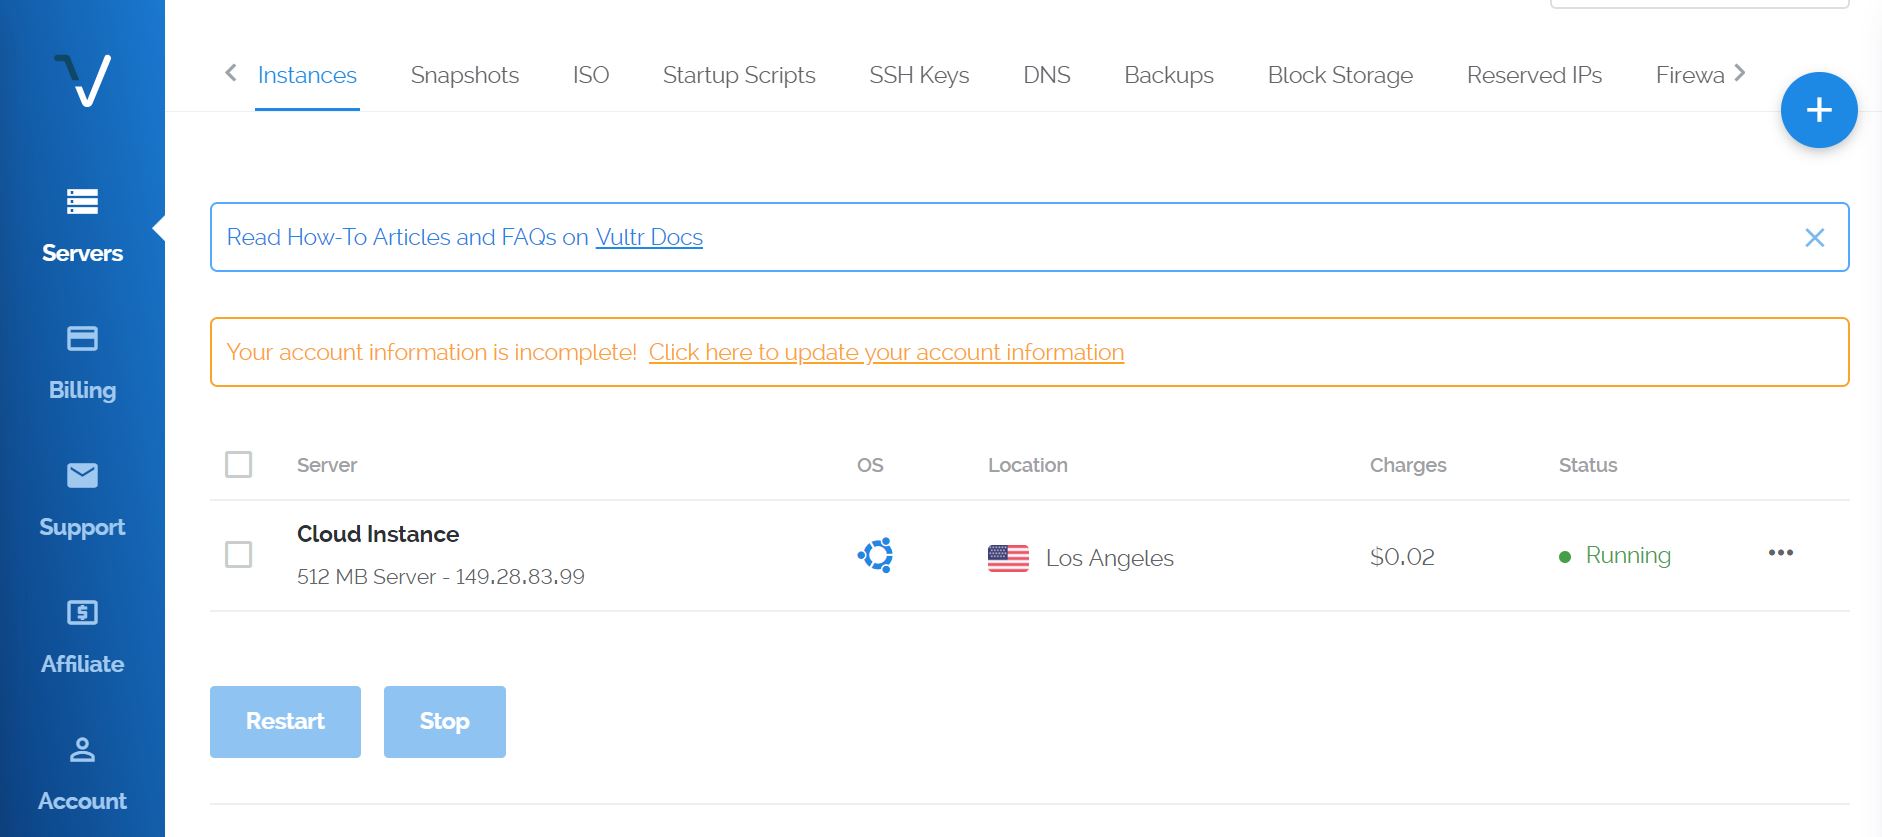 Instances Snapshots ISO Startup Scripts SSH Keys DNS Backups Block Storage Reserved IPs Firewa
Servers
Billing
Support
Affiliate
Account
Read How-To Articles and FAQs on Vultr Docs
Your account information is incomplete! Click here to update your account information
Server OS Location Charges Status
Cloud Instance
512 MB Server - 149.28.83.99
Los Angeles $0.02 Running
Restart Stop